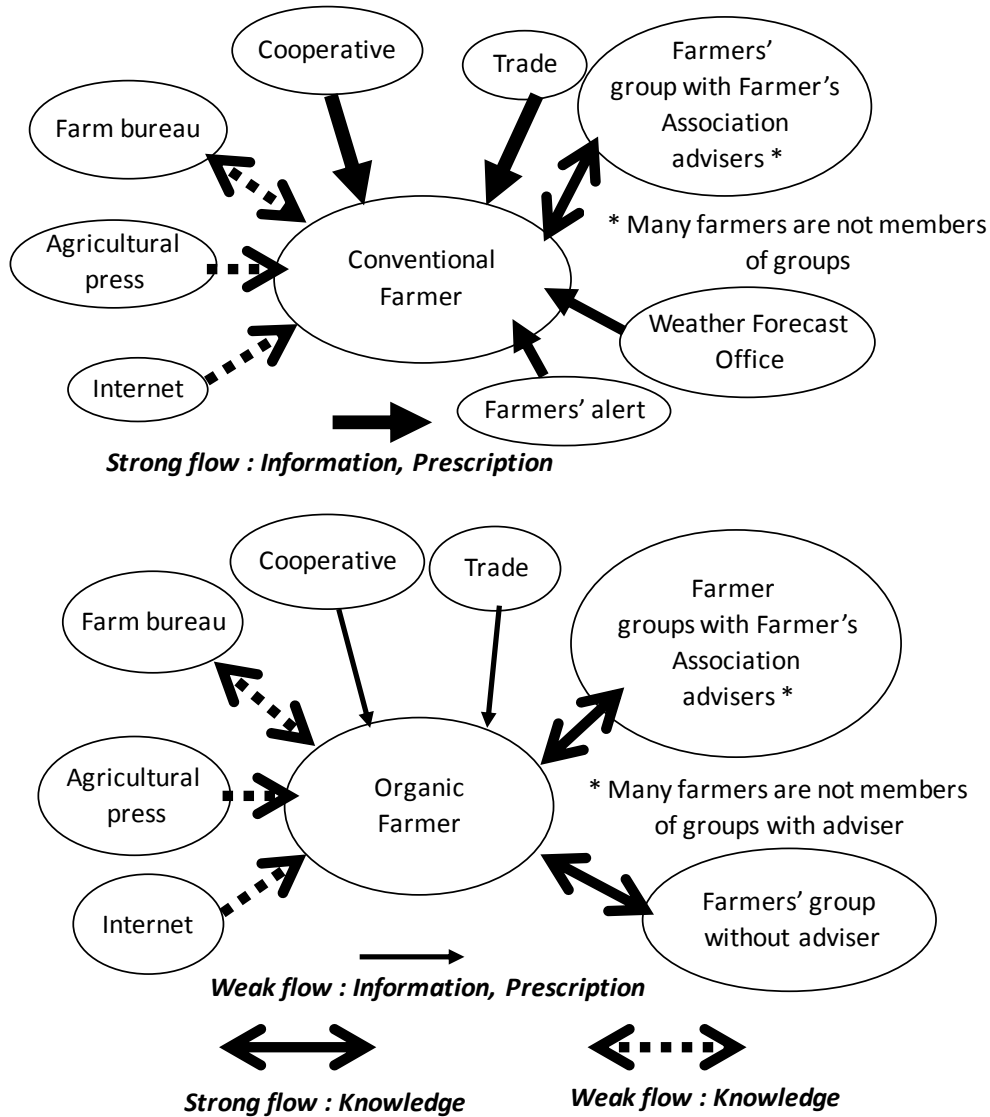 Cooperative
Trade
Farmers’
group with Farmer’s
Association
advisers *
Farm bureau
* Many farmers are not members
of groups
Agricultural
press
Conventional
Farmer
Weather Forecast
Office
Internet
Farmers’ alert
Strong flow : Information, Prescription
Cooperative
Trade
Farmer
groups with Farmer’s
Association
advisers *
Farm bureau
Agricultural
press
Organic
Farmer
* Many farmers are not members
of groups with adviser
Internet
Farmers’ group
without adviser
Weak flow : Information, Prescription
Strong flow : Knowledge
Weak flow : Knowledge